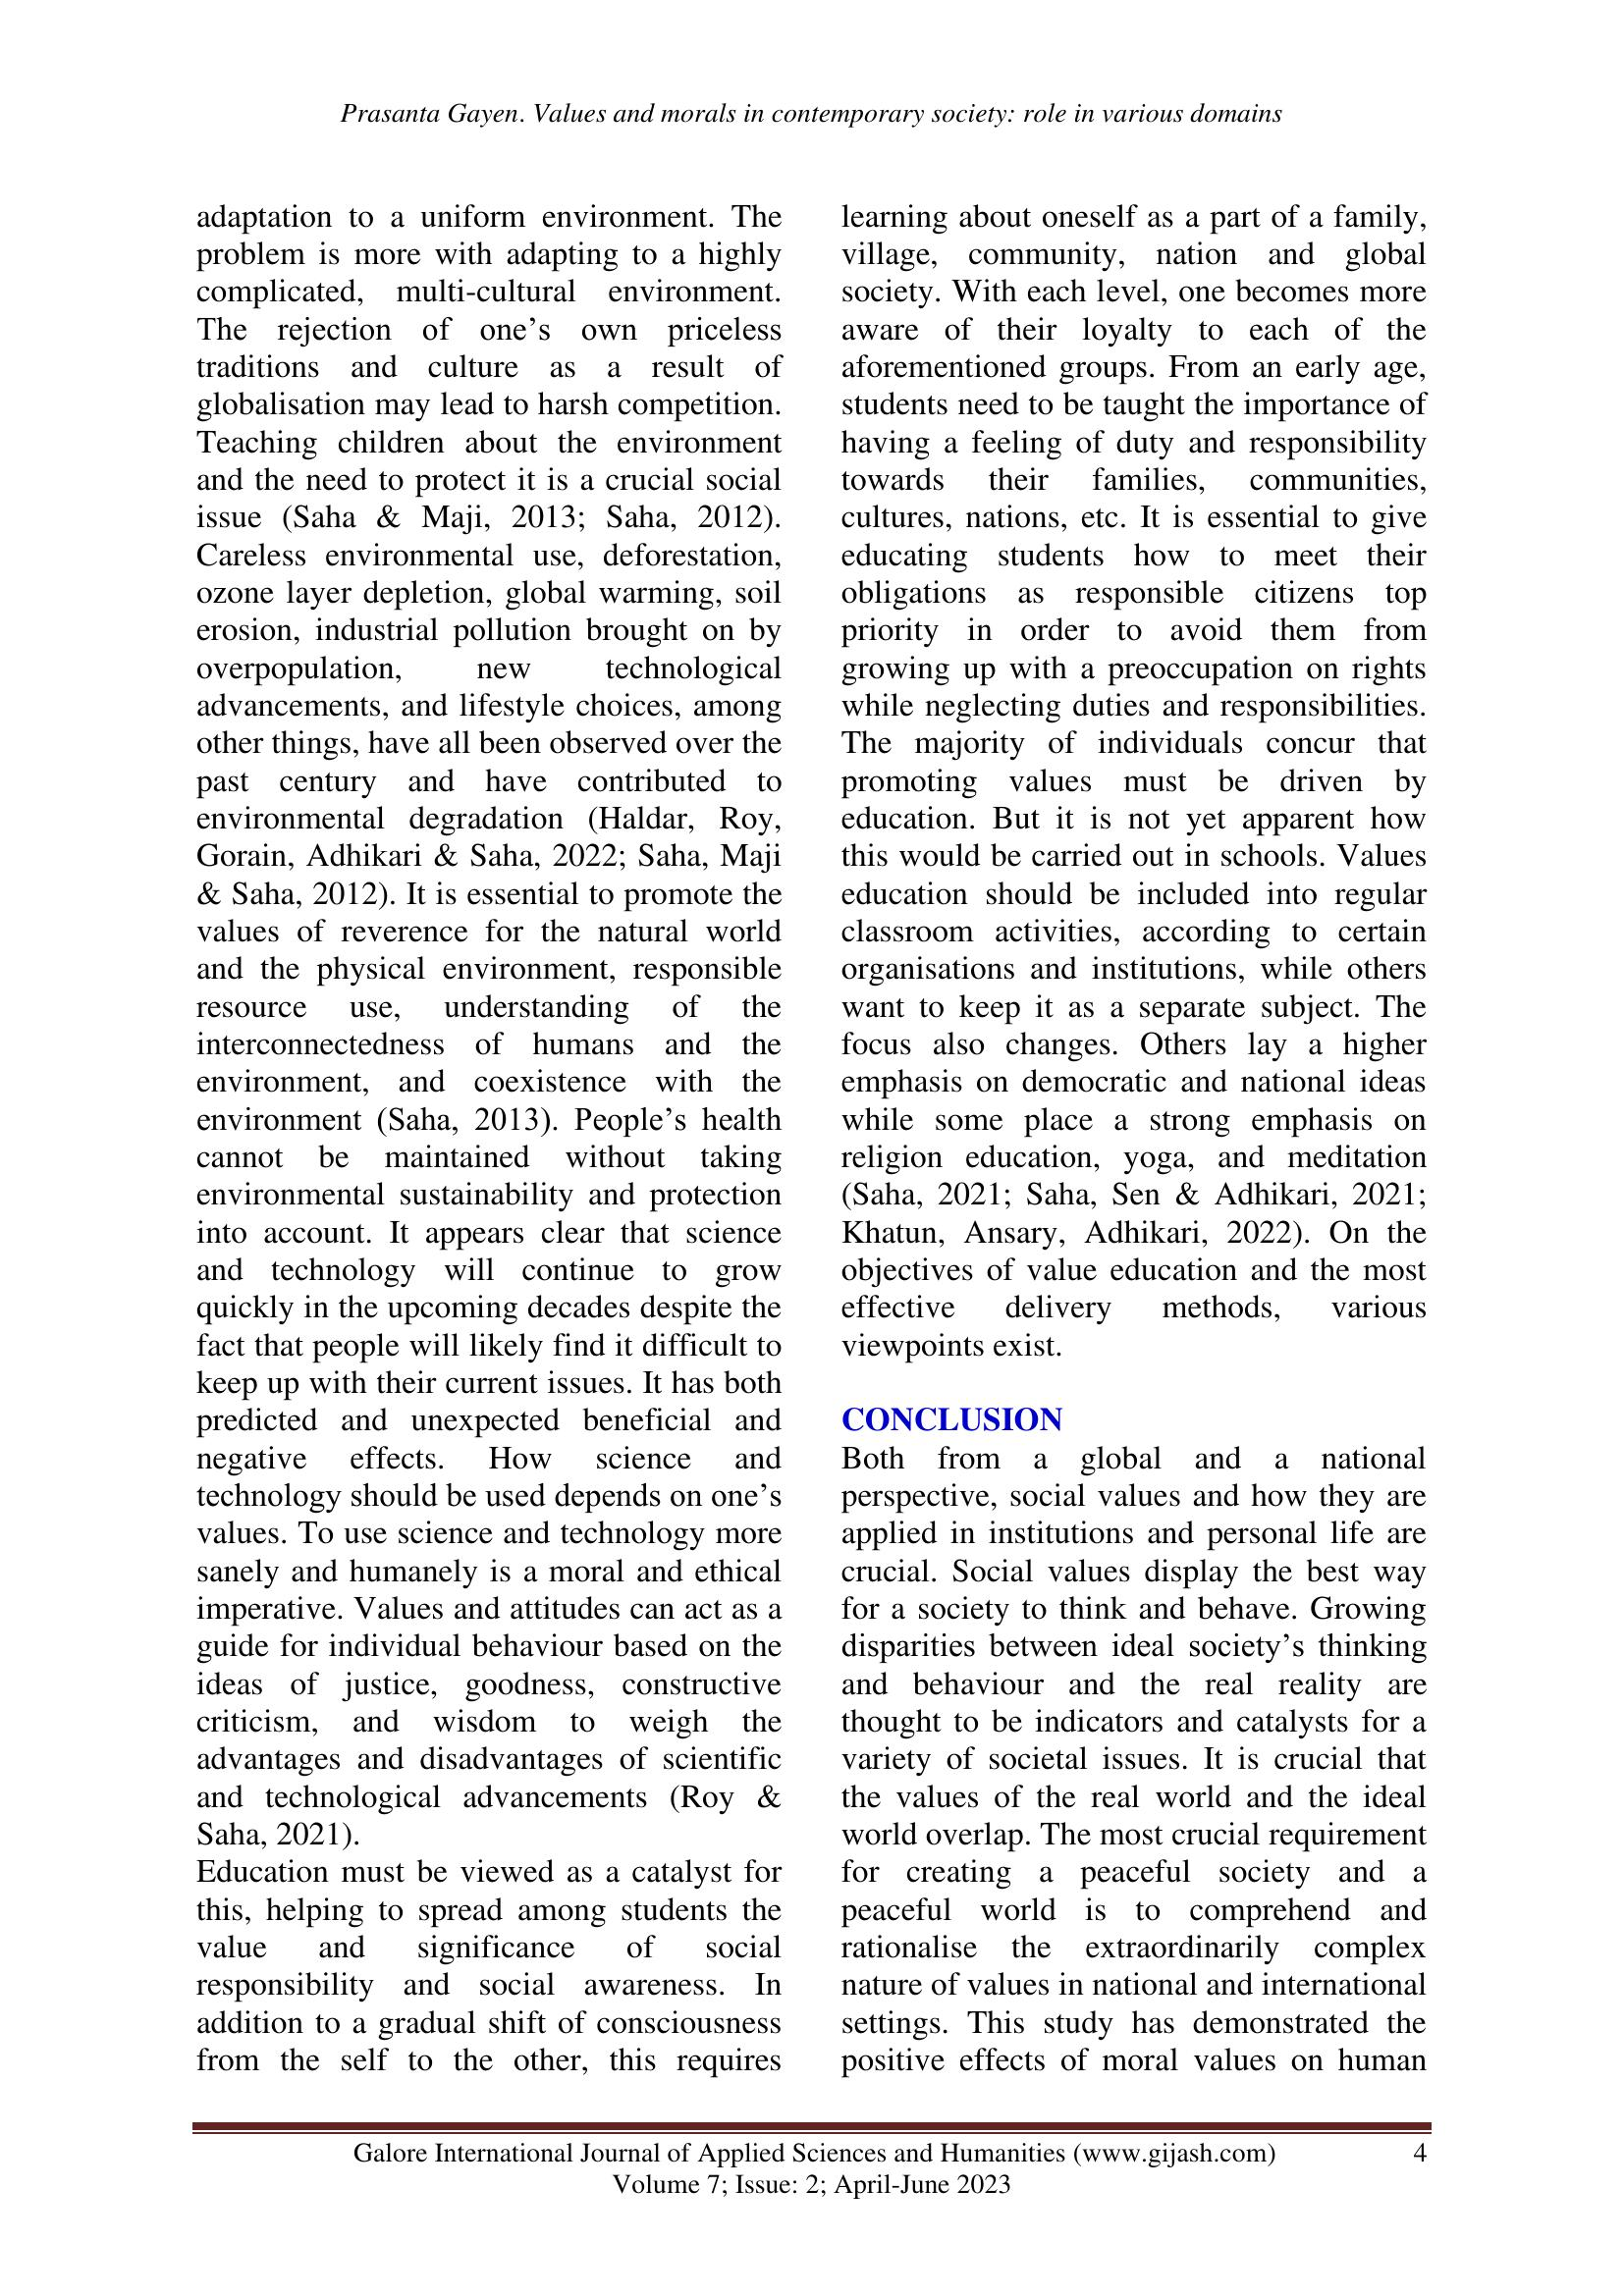 Prasanta Gayen. Values and morals in contemporary society: role in various domains
adaptation to a uniform environment. The
problem is more with adapting to a highly
complicated, multi-cultural environment.
The rejection of one’s own priceless
traditions and culture as a result of
globalisation may lead to harsh competition.
Teaching children about the environment
and the need to protect it is a crucial social
issue (Saha & Maji, 2013; Saha, 2012).
Careless environmental use, deforestation,
ozone layer depletion, global warming, soil
erosion, industrial pollution brought on by
overpopulation, new technological
advancements, and lifestyle choices, among
other things, have all been observed over the
past century and have contributed to
environmental degradation (Haldar, Roy,
Gorain, Adhikari & Saha, 2022; Saha, Maji
& Saha, 2012). It is essential to promote the
values of reverence for the natural world
and the physical environment, responsible
resource use, understanding of the
interconnectedness of humans and the
environment, and coexistence with the
environment (Saha, 2013). People’s health
cannot be maintained without taking
environmental sustainability and protection
into account. It appears clear that science
and technology will continue to grow
quickly in the upcoming decades despite the
fact that people will likely find it difficult to
keep up with their current issues. It has both
predicted and unexpected beneficial and
negative effects. How science and
technology should be used depends on one’s
values. To use science and technology more
sanely and humanely is a moral and ethical
imperative. Values and attitudes can act as a
guide for individual behaviour based on the
ideas of justice, goodness, constructive
criticism, and wisdom to weigh the
advantages and disadvantages of scientific
and technological advancements (Roy &
Saha, 2021).
Education must be viewed as a catalyst for
this, helping to spread among students the
value and significance of social
responsibility and social awareness. In
addition to a gradual shift of consciousness
from the self to the other, this requires
learning about oneself as a part of a family,
village, community, nation and global
society. With each level, one becomes more
aware of their loyalty to each of the
aforementioned groups. From an early age,
students need to be taught the importance of
having a feeling of duty and responsibility
towards their families, communities,
cultures, nations, etc. It is essential to give
educating students how to meet their
obligations as responsible citizens top
priority in order to avoid them from
growing up with a preoccupation on rights
while neglecting duties and responsibilities.
The majority of individuals concur that
promoting values must be driven by
education. But it is not yet apparent how
this would be carried out in schools. Values
education should be included into regular
classroom activities, according to certain
organisations and institutions, while others
want to keep it as a separate subject. The
focus also changes. Others lay a higher
emphasis on democratic and national ideas
while some place a strong emphasis on
religion education, yoga, and meditation
(Saha, 2021; Saha, Sen & Adhikari, 2021;
Khatun, Ansary, Adhikari, 2022). On the
objectives of value education and the most
effective delivery methods, various
viewpoints exist.
CONCLUSION
Both from a global and a national
perspective, social values and how they are
applied in institutions and personal life are
crucial. Social values display the best way
for a society to think and behave. Growing
disparities between ideal society’s thinking
and behaviour and the real reality are
thought to be indicators and catalysts for a
variety of societal issues. It is crucial that
the values of the real world and the ideal
world overlap. The most crucial requirement
for creating a peaceful society and a
peaceful world is to comprehend and
rationalise the extraordinarily complex
nature of values in national and international
settings. This study has demonstrated the
positive effects of moral values on human
Galore International Journal of Applied Sciences and Humanities (www.gijash.com) 4
Volume 7; Issue: 2; April-June 2023